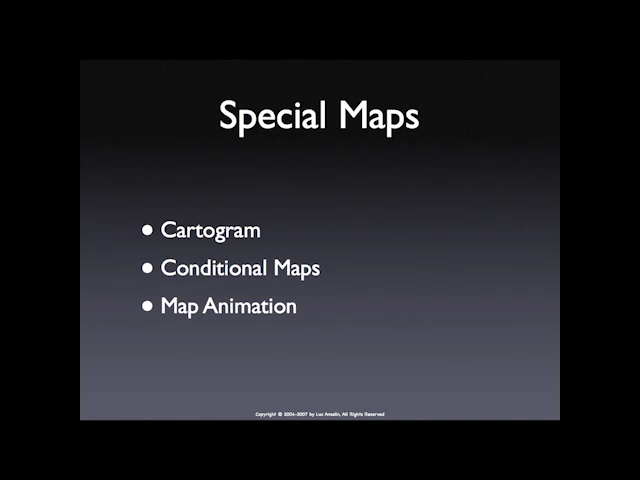 Special Maps
• Cartogram
• Conditional Maps
• Map Animation
Copyright © 2004-2007 by Luc Anselin, All Rights Reserved